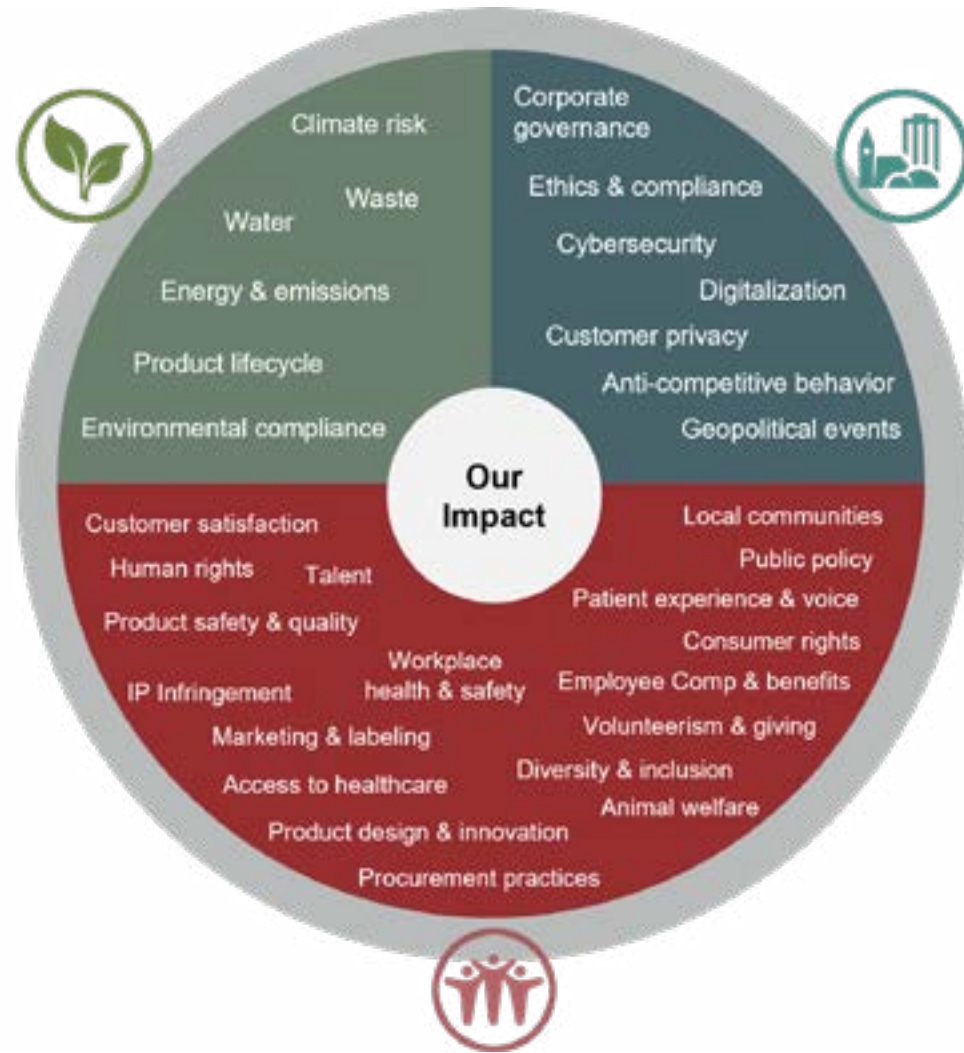 Climate risk
Waste
Water
Energy & emissions
Product lifecycle
Environmental compliance
Corporate
governance
Ethics & compliance
Cybersecurity
Digitalization
Customer privacy
Anti-competitive behavior
Geopolitical events
Our
Impact
Customer satisfaction
Human rights
Talent
Product safety & quality
Workplace
health & safety
IP Infringement
Marketing & labeling
Access to healthcare
Product design & innovation
Procurement practices
Local communities
Public policy
Patient experience & voice
Consumer rights
Employee Comp & benefits
Volunteerism & giving
Diversity & inclusion
Animal welfare